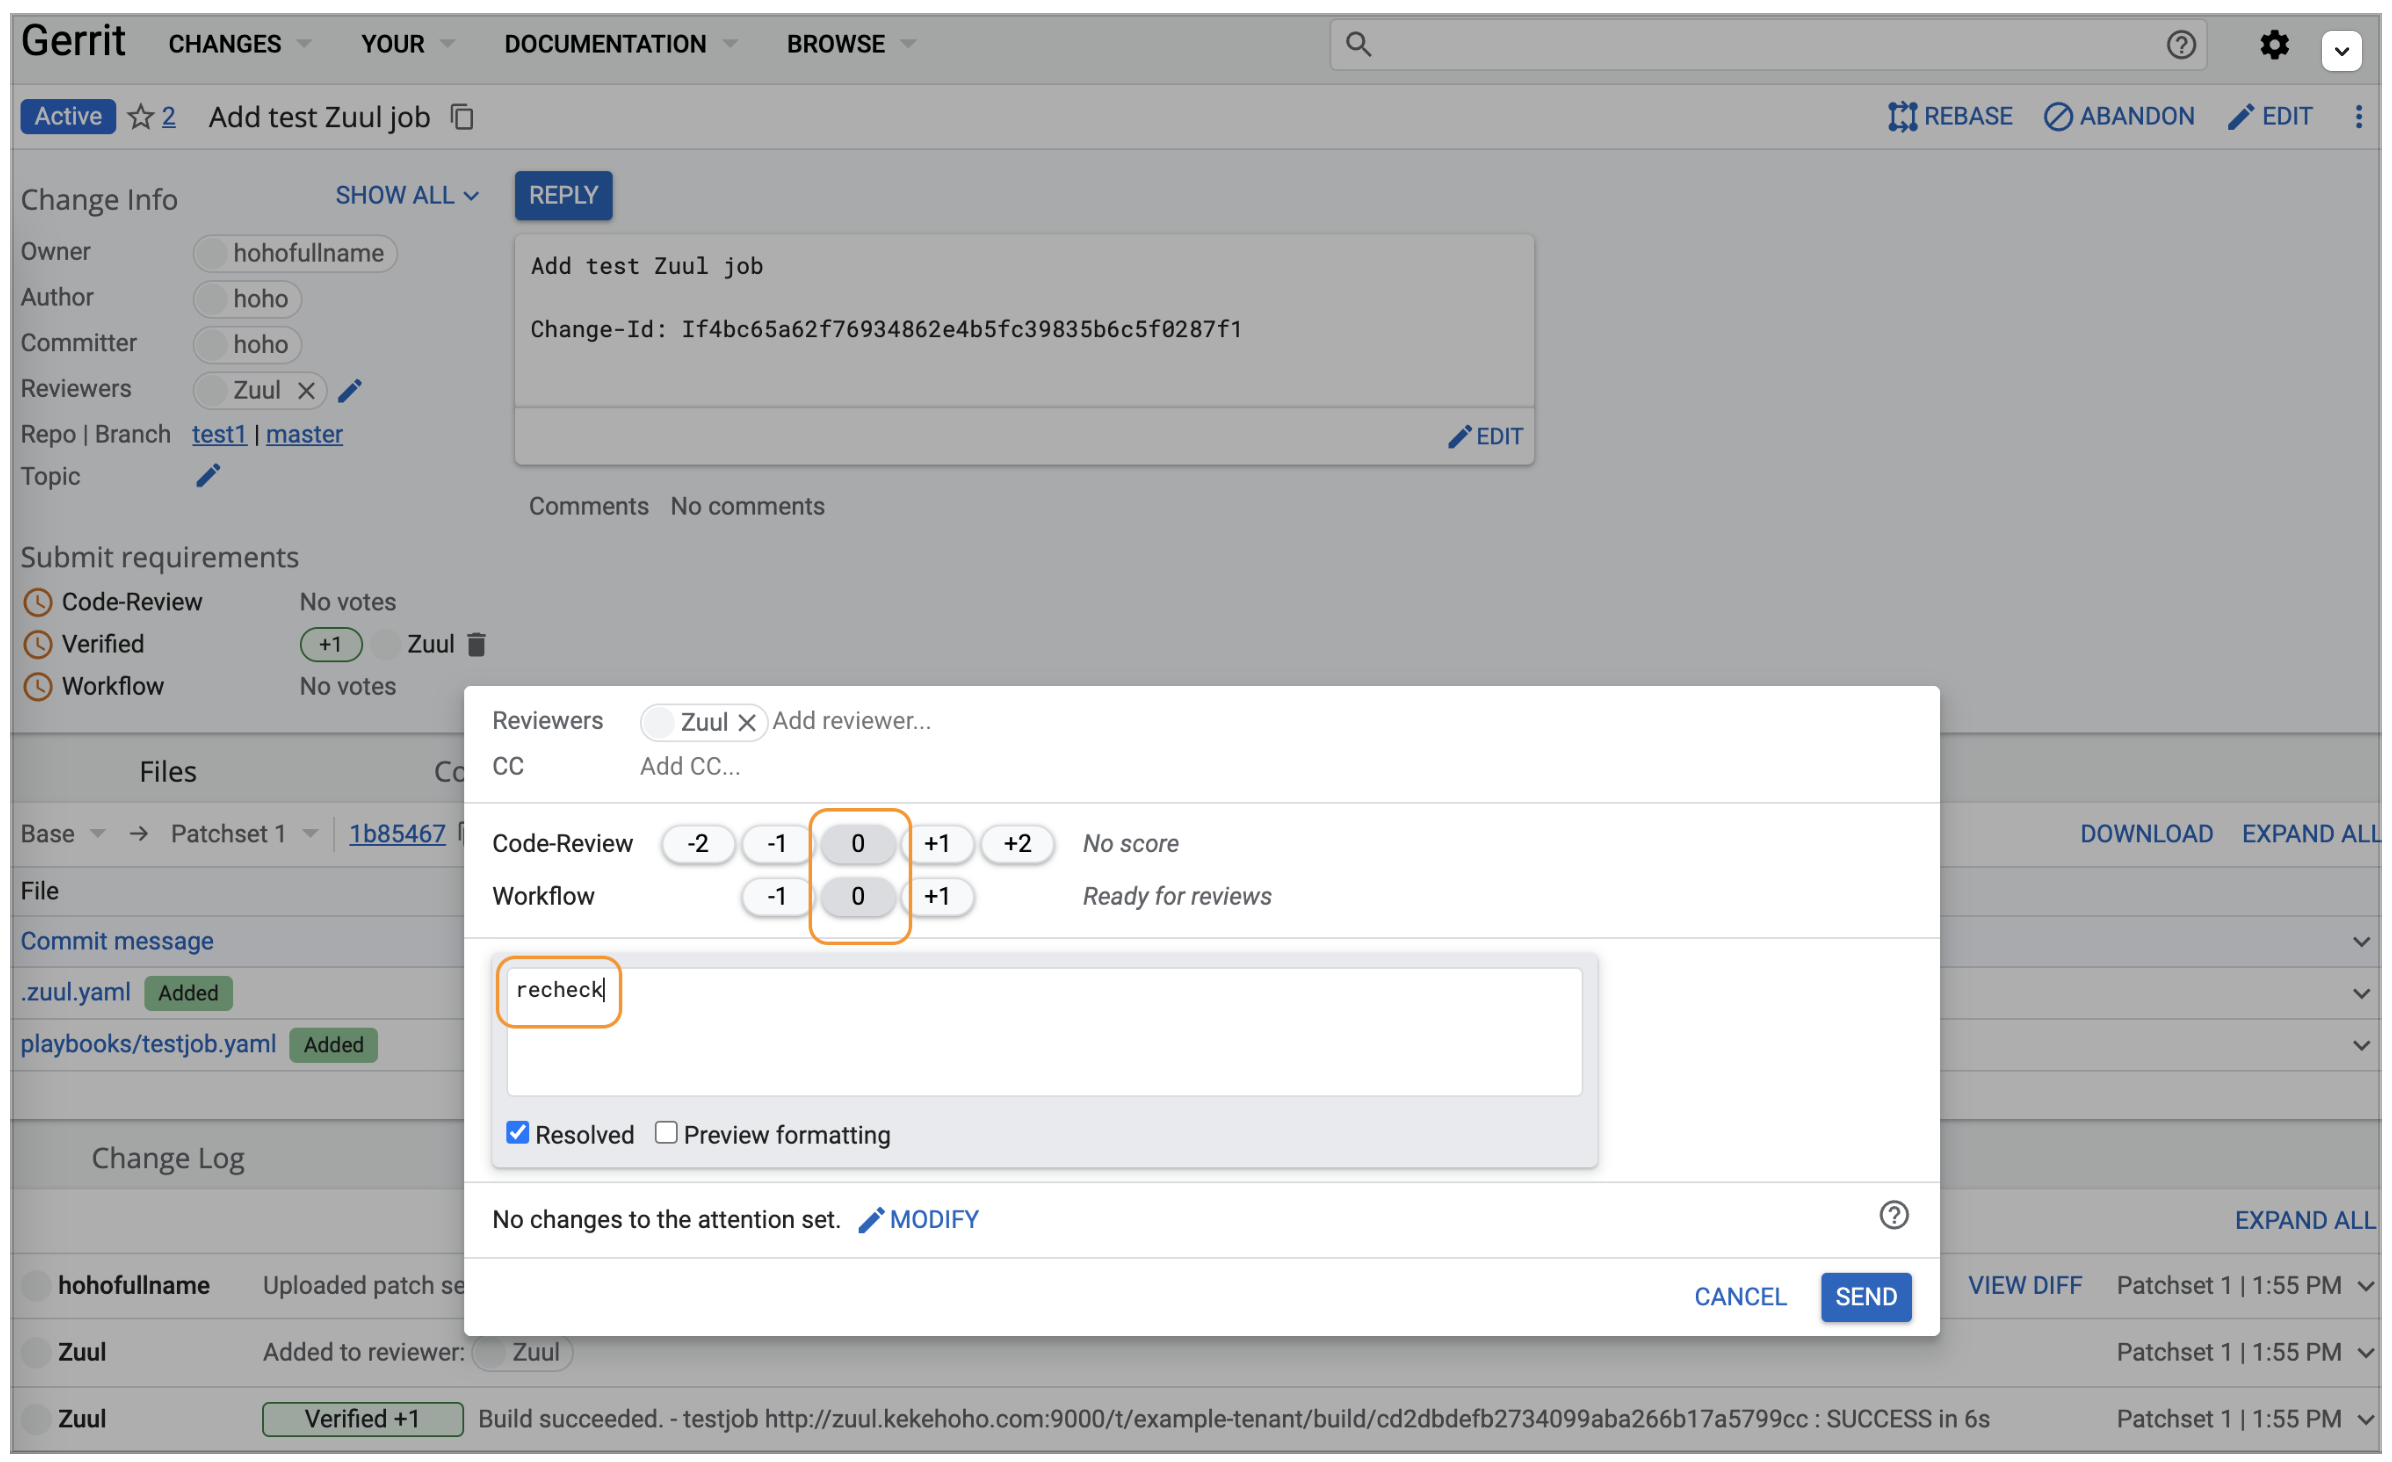 Gerrit CHANGES YOUR DOCUMENTATION BROWSE
Active 2 Add test Zuul job REBASE ABANDON EDIT
Change Info SHOW ALL REPLY
Owner hohofullname
Author hoho
Committer hoho
Reviewers Zuul
Repo | Branch test1 | master
Topic
Add test Zuul job
Change-Id: If4bc65a62f76934862e4b5fc39835b6c5f0287f1
EDIT
Comments No comments
Submit requirements
Code-Review No votes
Verified +1 Zuul
Workflow No votes
Reviewers Zuul Add reviewer...
CC Add CC...
Code-Review -2 -1 0 +1 +2 No score
Workflow -1 0 +1 Ready for reviews
recheck
Resolved Preview formatting
No changes to the attention set. MODIFY
CANCEL SEND
Files Co
Base → Patchset 1 1b85467 DOWNLOAD EXPAND ALL
File
Commit message
.zuul.yaml Added
playbooks/testjob.yaml Added
Change Log
EXPAND ALL
hohofullname Uploaded patch se VIEW DIFF Patchset 1 | 1:55 PM
Zuul Added to reviewer: Zuul Patchset 1 | 1:55 PM
Zuul Verified +1 Build succeeded. - testjob http://zuul.kekehoho.com:9000/t/example-tenant/build/cd2dbdefb2734099aba266b17a5799cc : SUCCESS in 6s Patchset 1 | 1:55 PM